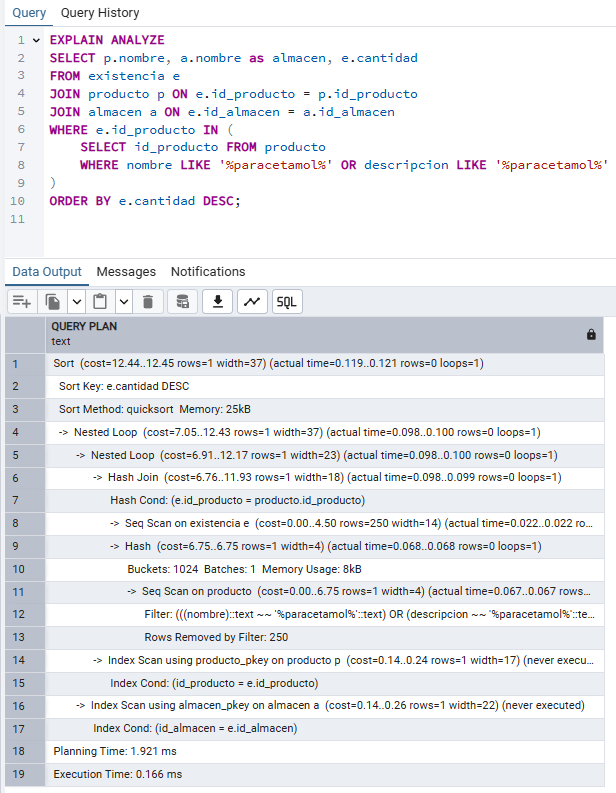 Query Query History
1 EXPLAIN ANALYZE
2 SELECT p.nombre, a.nombre as almacen, e.cantidad
3 FROM existencia e
4 JOIN producto p ON e.id_producto = p.id_producto
5 JOIN almacen a ON e.id_almacen = a.id_almacen
6 WHERE e.id_producto IN (
7 SELECT id_producto FROM producto
8 WHERE nombre LIKE '%paracetamol%' OR descripcion LIKE '%paracetamol%'
9 )
10 ORDER BY e.cantidad DESC;
11
Data Output Messages Notifications
SQL
QUERY PLAN
text
1 Sort (cost=12.44..12.45 rows=1 width=37) (actual time=0.119..0.121 rows=0 loops=1)
2 Sort Key: e.cantidad DESC
3 Sort Method: quicksort Memory: 25kB
4 -> Nested Loop (cost=7.05..12.43 rows=1 width=37) (actual time=0.098..0.100 rows=0 loops=1)
5 -> Nested Loop (cost=6.91..12.17 rows=1 width=23) (actual time=0.098..0.100 rows=0 loops=1)
6 -> Hash Join (cost=6.76..11.93 rows=1 width=18) (actual time=0.098..0.099 rows=0 loops=1)
7 Hash Cond: (e.id_producto = producto.id_producto)
8 -> Seq Scan on existencia e (cost=0.00..4.50 rows=250 width=14) (actual time=0.022..0.022 ro...
9 -> Hash (cost=6.75..6.75 rows=1 width=4) (actual time=0.068..0.068 rows=0 loops=1)
10 Buckets: 1024 Batches: 1 Memory Usage: 8kB
11 -> Seq Scan on producto (cost=0.00..6.75 rows=1 width=4) (actual time=0.067..0.067 rows...
12 Filter: (((nombre)::text ~~ '%paracetamol%'::text) OR (descripcion ~~ '%paracetamol%'::te...
13 Rows Removed by Filter: 250
14 -> Index Scan using producto_pkey on producto p (cost=0.14..0.24 rows=1 width=17) (never execu...
15 Index Cond: (id_producto = e.id_producto)
16 -> Index Scan using almacen_pkey on almacen a (cost=0.14..0.26 rows=1 width=22) (never executed)
17 Index Cond: (id_almacen = e.id_almacen)
18 Planning Time: 1.921 ms
19 Execution Time: 0.166 ms